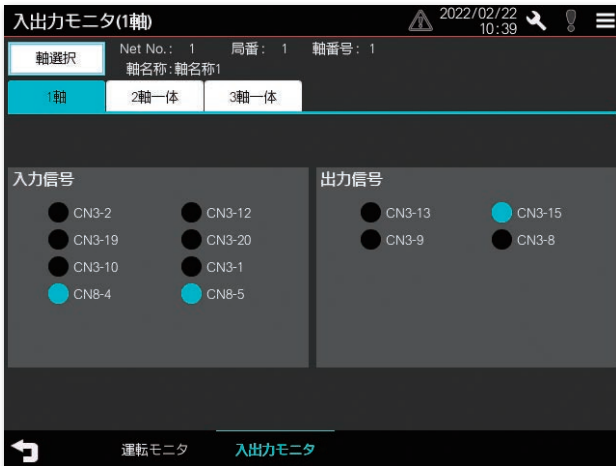 入出力モニタ(1軸)
2022/02/22
10:39
軸選択
Net No.: 1 局番: 1 軸番号: 1
軸名称:軸名称1
1軸 2軸一体 3軸一体
入力信号
CN3-2 CN3-12
CN3-19 CN3-20
CN3-10 CN3-1
CN8-4 CN8-5
出力信号
CN3-13 CN3-15
CN3-9 CN3-8
運転モニタ 入出力モニタ